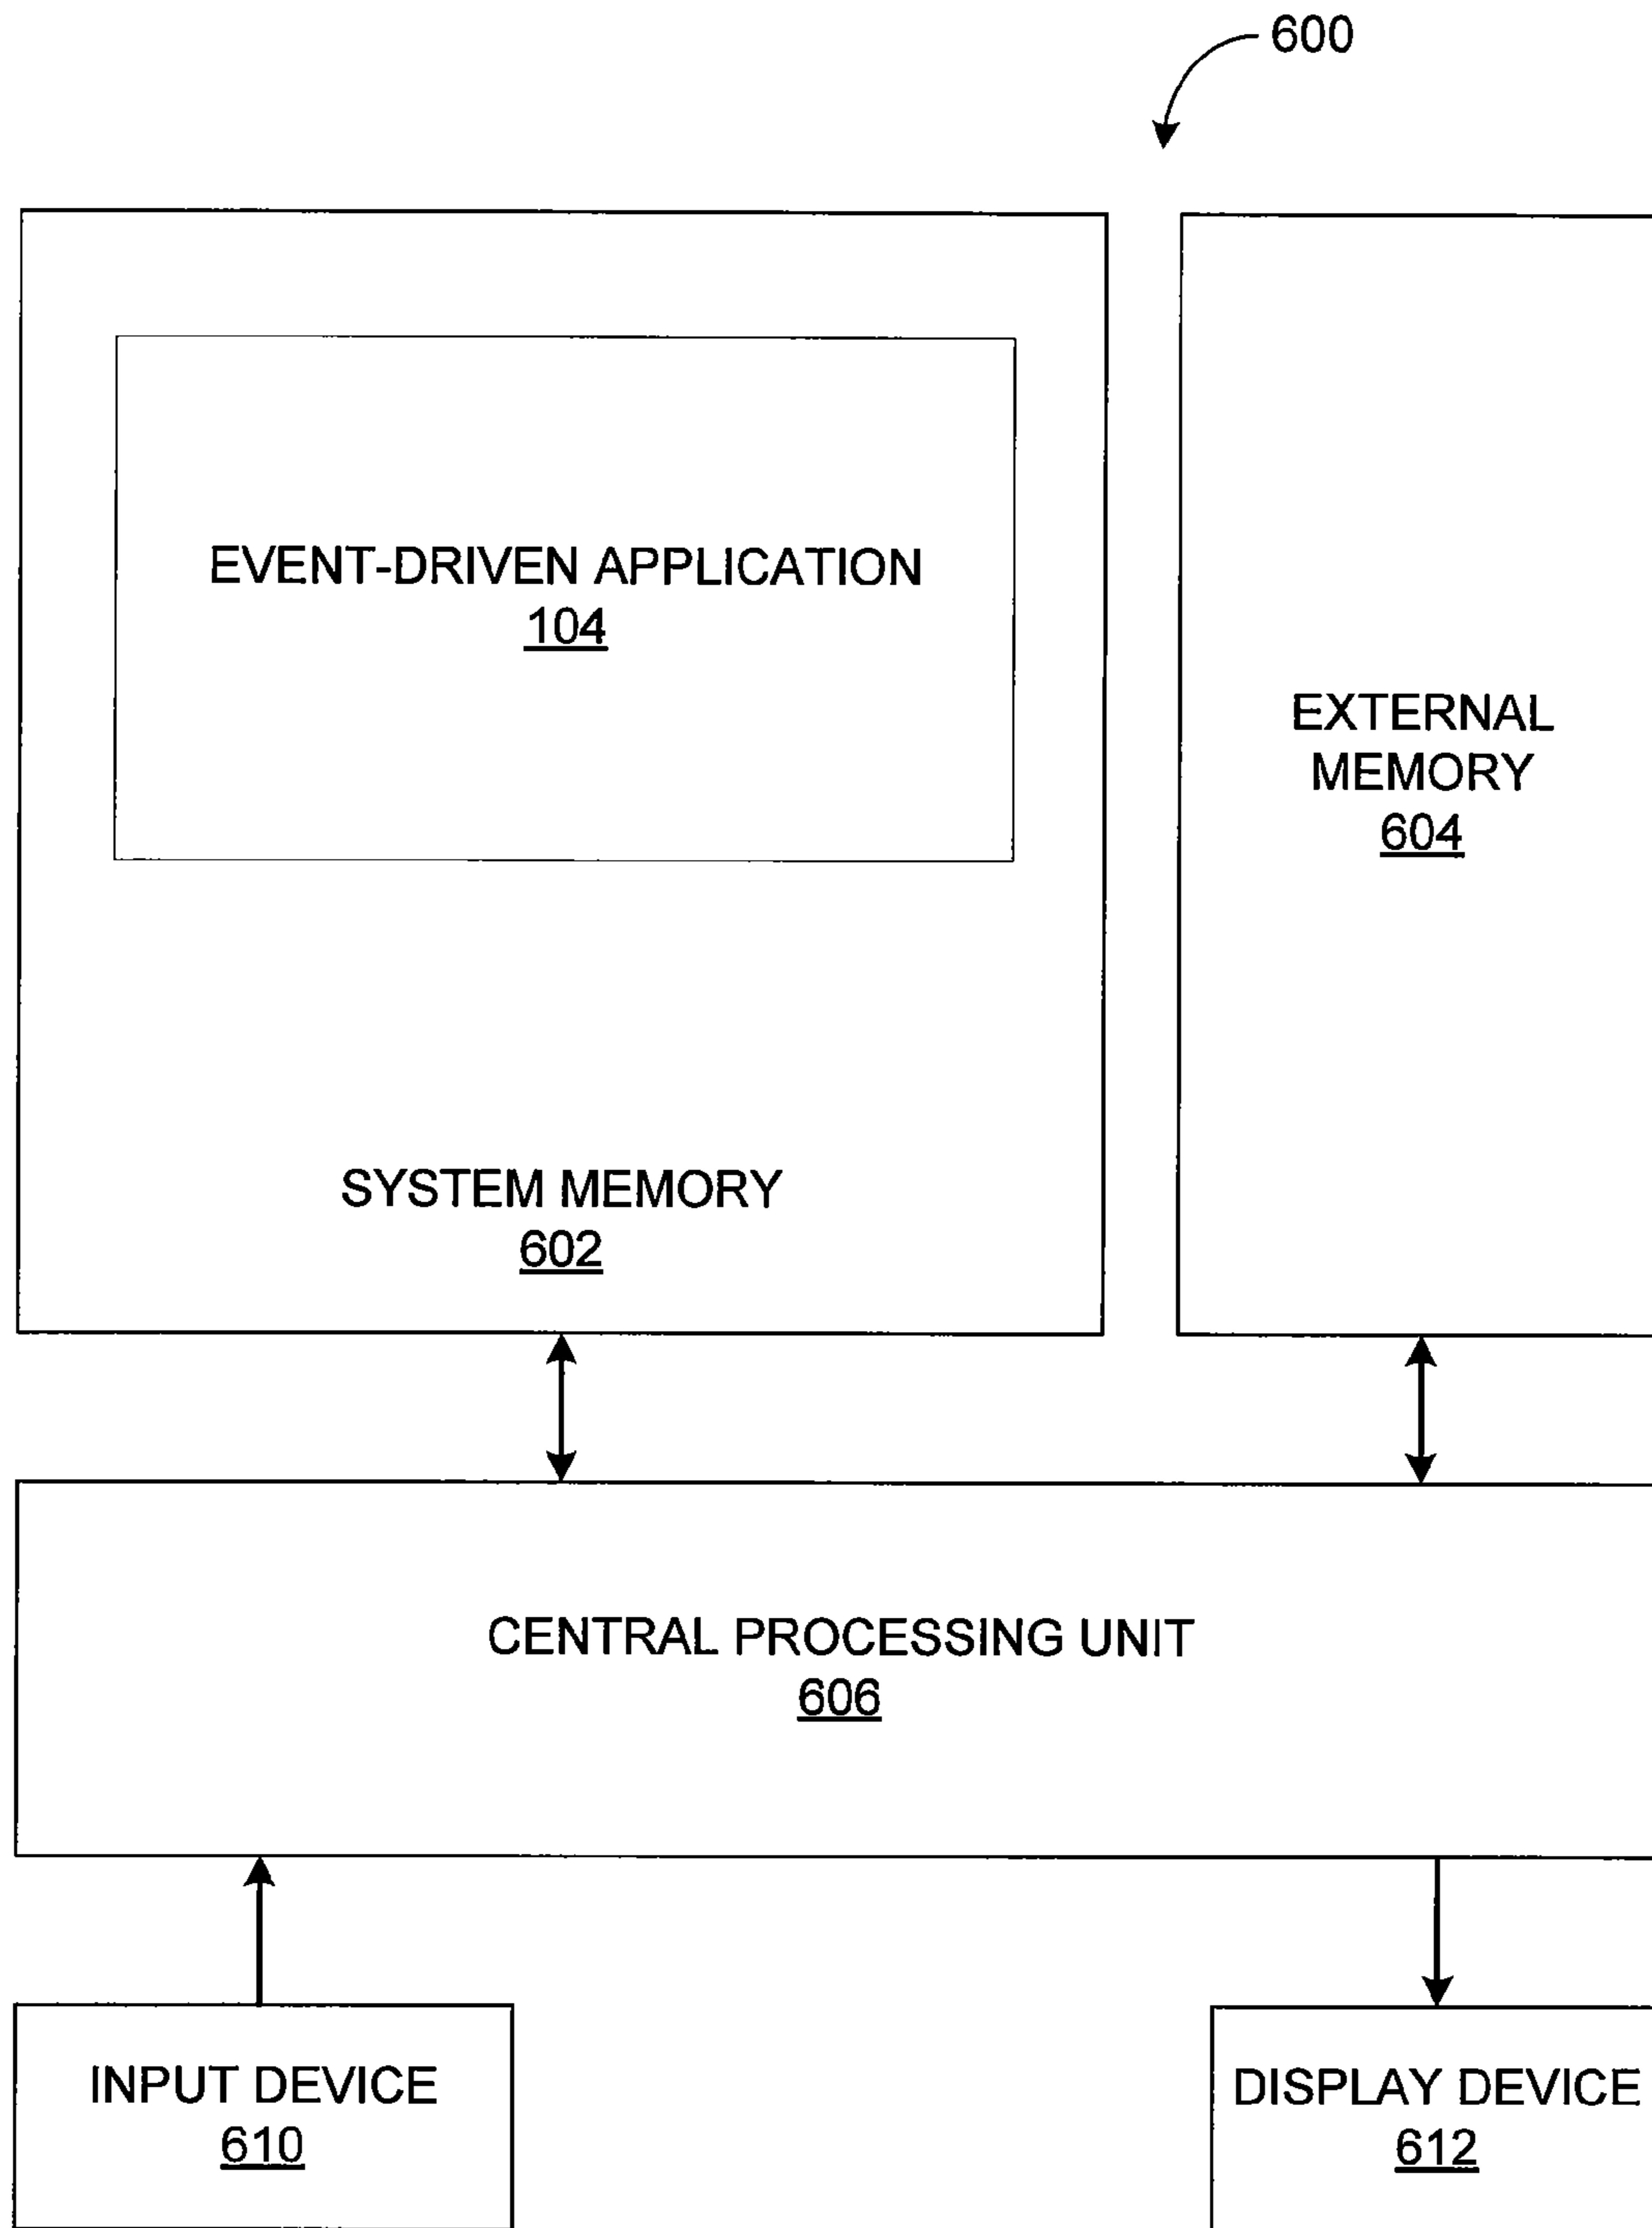 600
EVENT-DRIVEN APPLICATION
104
EXTERNAL
MEMORY
604
SYSTEM MEMORY
602
CENTRAL PROCESSING UNIT
606
INPUT DEVICE
610
DISPLAY DEVICE
612